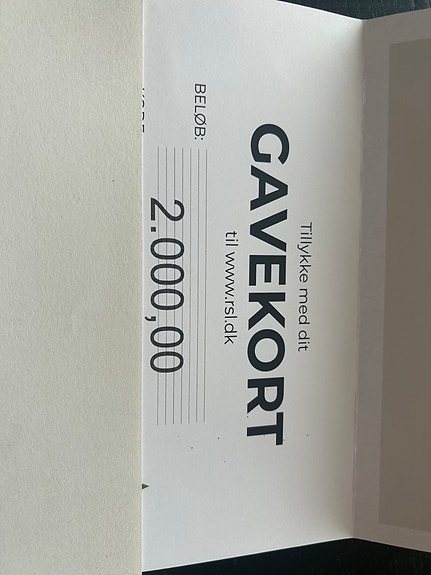 Tillykke med dit
GAVEKORT
til www.rsl.dk
BELØB:
2.000,00